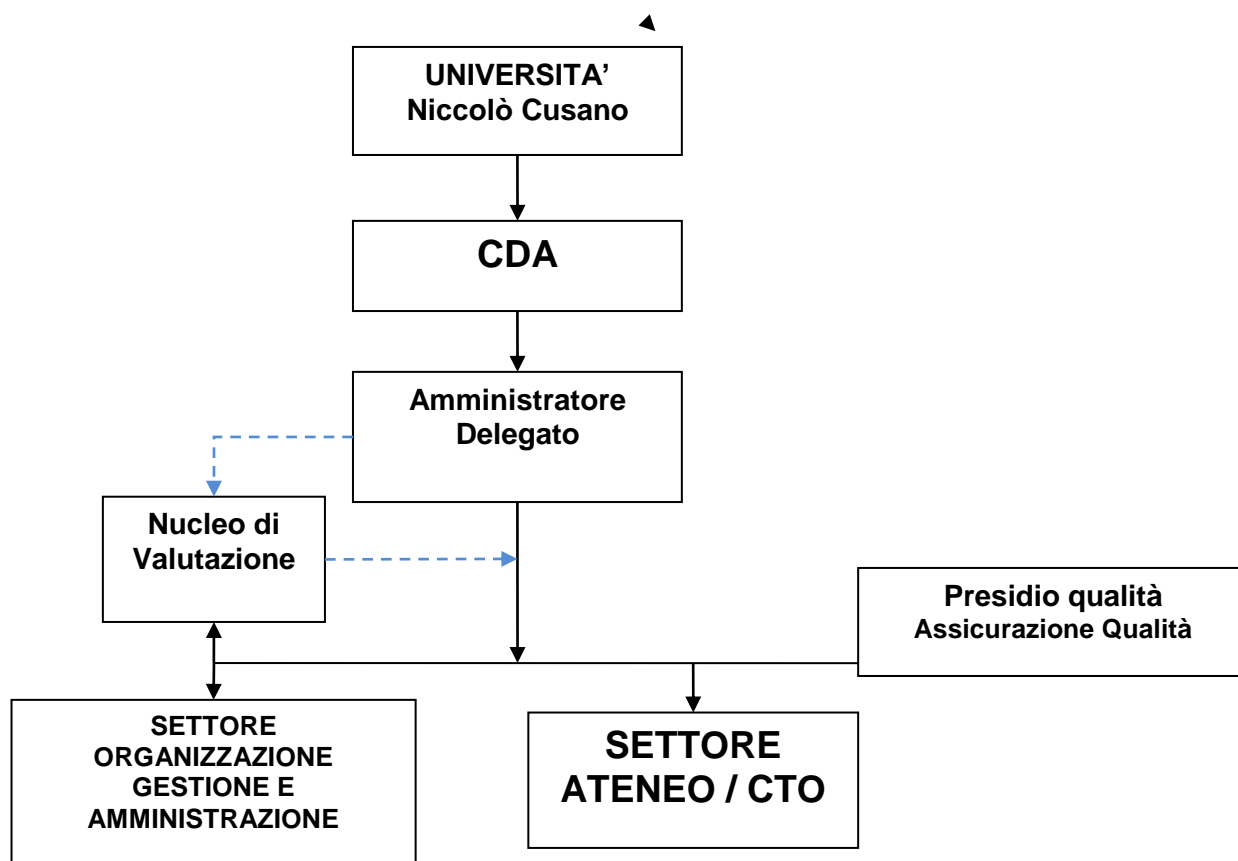 UNIVERSITA’
Niccolò Cusano
CDA
Amministratore
Delegato
Nucleo di
Valutazione
Presidio qualità
Assicurazione Qualità
SETTORE
ORGANIZZAZIONE
GESTIONE E
AMMINISTRAZIONE
SETTORE
ATENEO / CTO